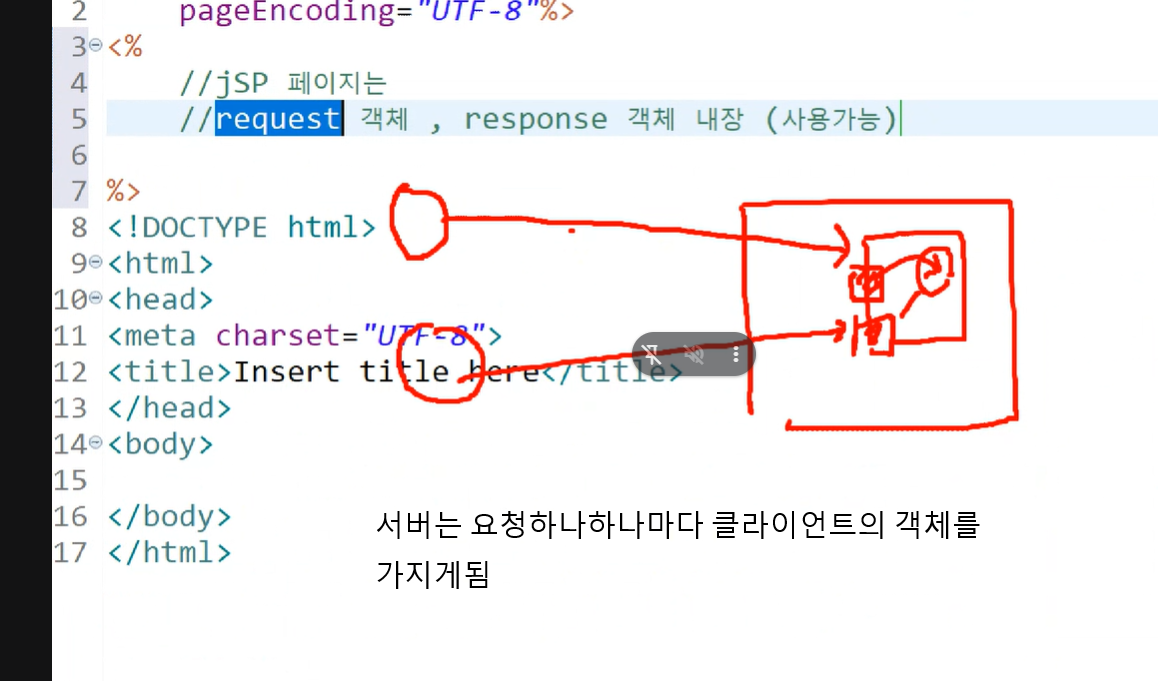 2 pageEncoding="UTF-8"%>
3 <%
4 //jSP 페이지는
5 //request 객체 , response 객체 내장 (사용가능)
6
7 %>
8 <!DOCTYPE html>
9 <html>
10 <head>
11 <meta charset="UTF-8">
12 <title>Insert title here</title>
13 </head>
14 <body>
15
16 </body>
17 </html>
서버는 요청하나하나마다 클라이언트의 객체를
가지게됨